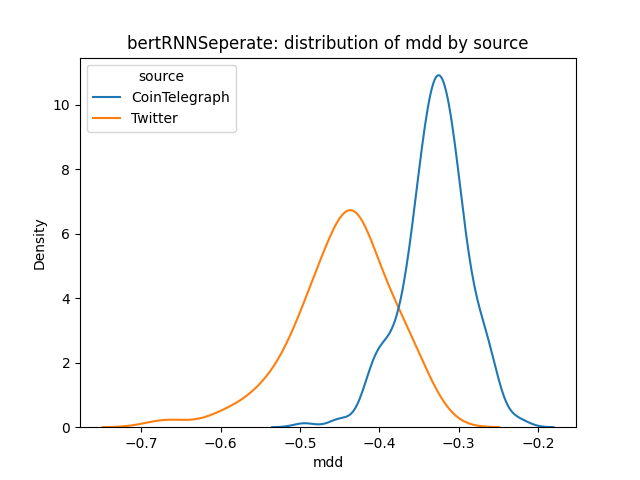 bertRNNSeperate: distribution of mdd by source
source
CoinTelegraph
Twitter
Density
10
8
6
4
2
0
−0.7 −0.6 −0.5 −0.4 −0.3 −0.2
mdd